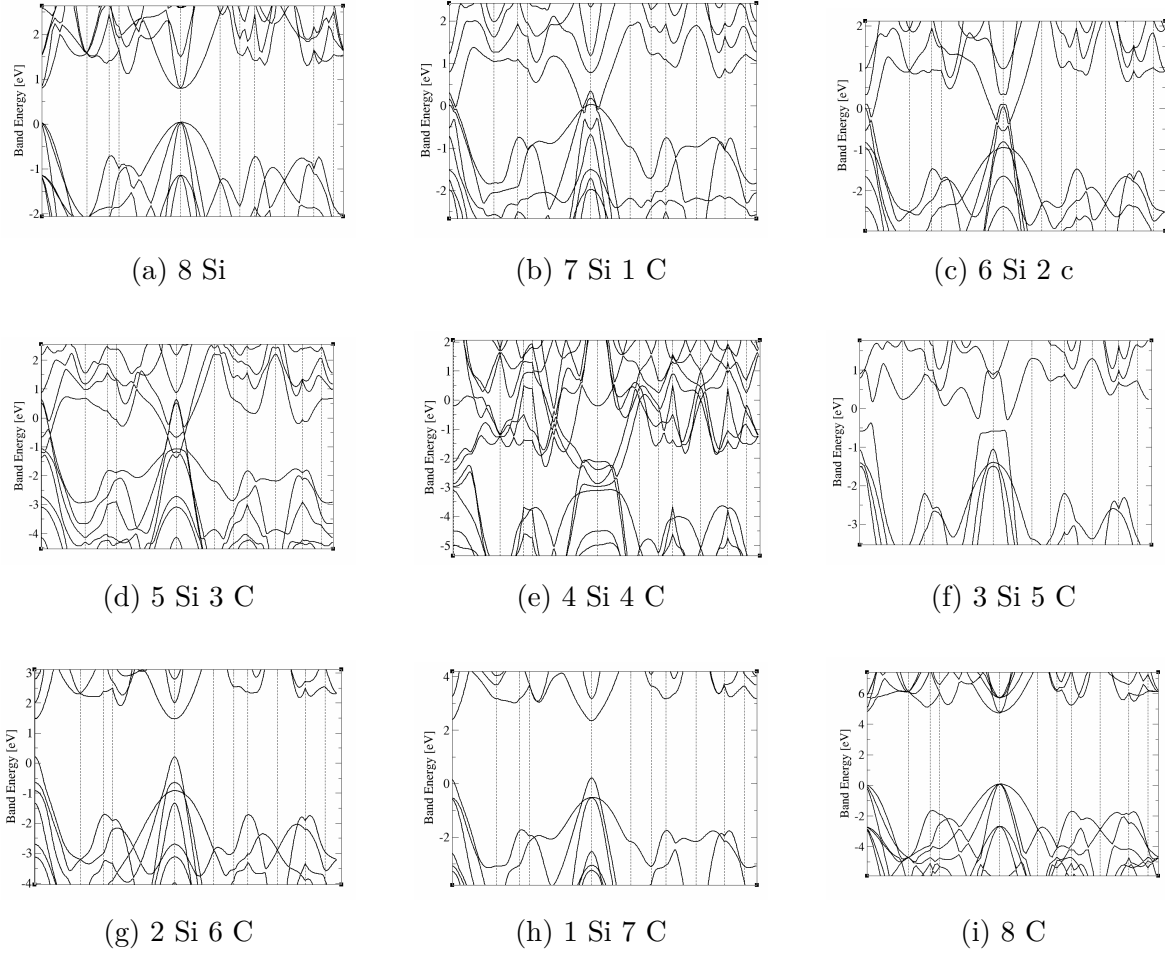 2
1
0
-1
-2
Band Energy [eV]
(a) 8 Si
2
1
0
-1
-2
Band Energy [eV]
(b) 7 Si 1 C
2
1
0
-1
-2
Band Energy [eV]
(c) 6 Si 2 c
2
1
0
-1
-2
-3
-4
Band Energy [eV]
(d) 5 Si 3 C
2
1
0
-1
-2
-3
-4
-5
Band Energy [eV]
(e) 4 Si 4 C
1
0
-1
-2
-3
Band Energy [eV]
(f) 3 Si 5 C
3
2
1
0
-1
-2
-3
-4
Band Energy [eV]
(g) 2 Si 6 C
4
2
0
-2
Band Energy [eV]
(h) 1 Si 7 C
6
4
2
0
-2
-4
Band Energy [eV]
(i) 8 C